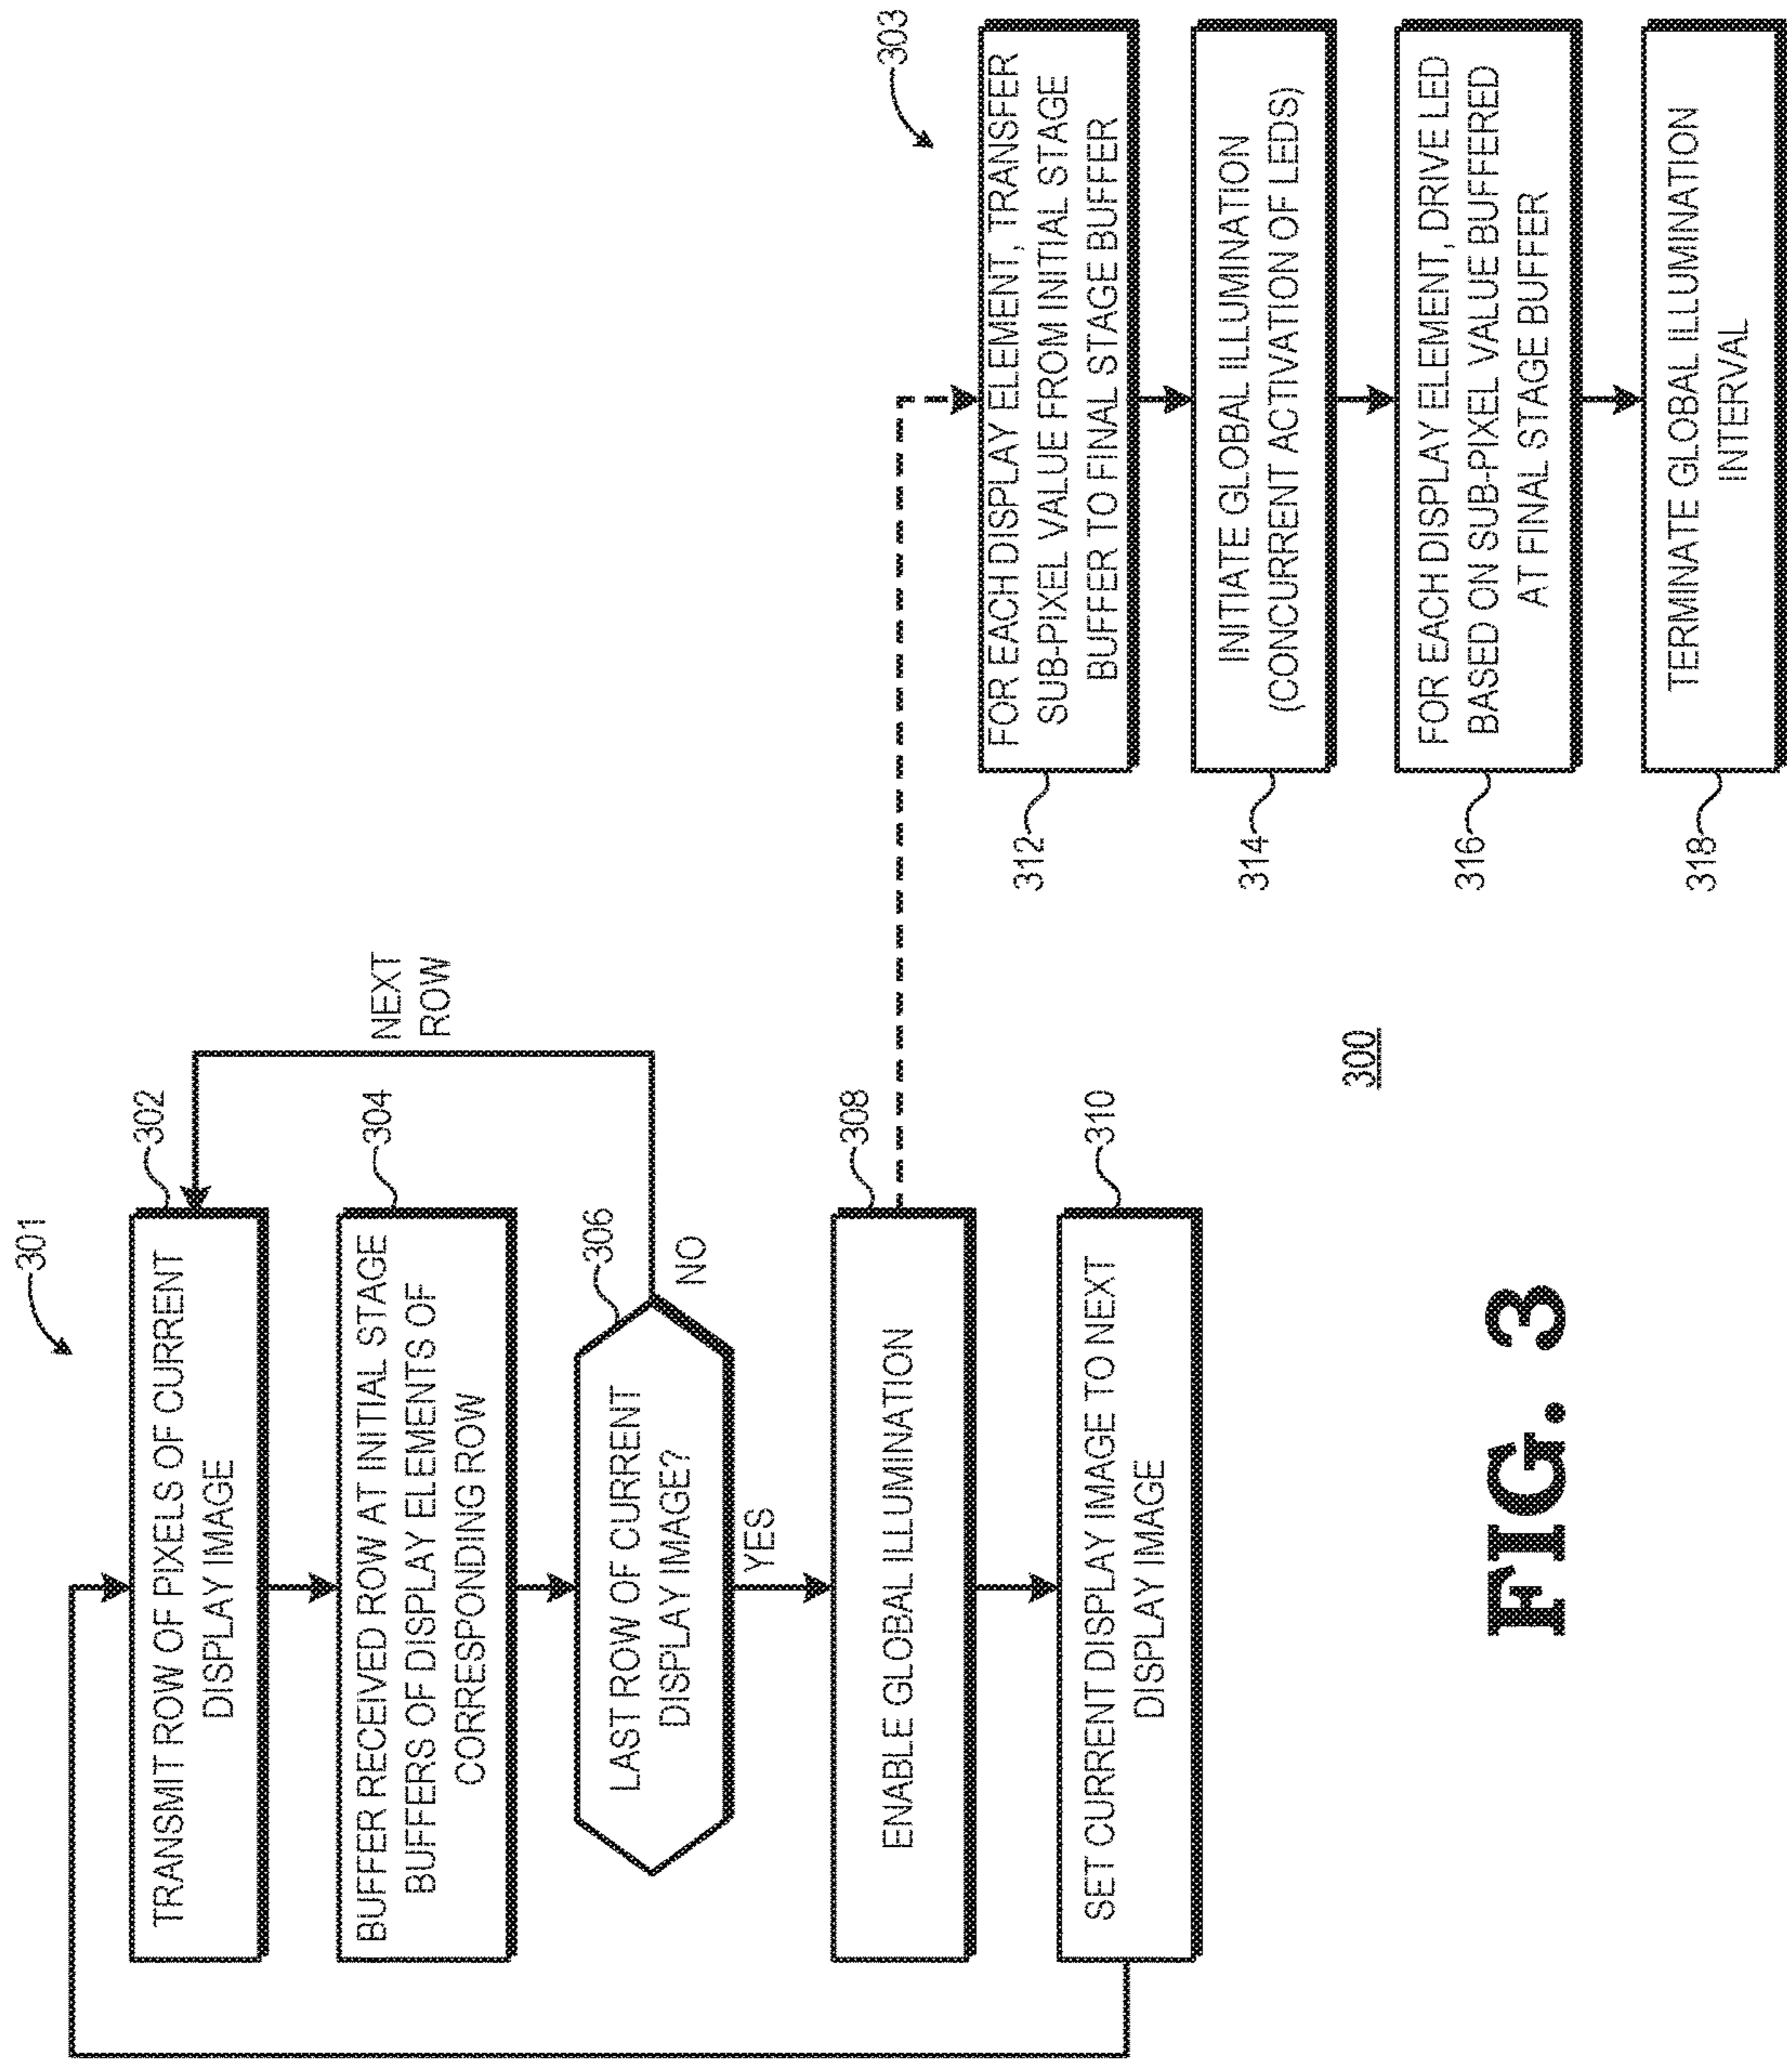 301
TRANSMIT ROW OF PIXELS OF CURRENT
DISPLAY IMAGE
302
BUFFER RECEIVED ROW AT INITIAL STAGE
BUFFERS OF DISPLAY ELEMENTS OF
CORRESPONDING ROW
304
NEXT
ROW
LAST ROW OF CURRENT
DISPLAY IMAGE?
306
NO
YES
ENABLE GLOBAL ILLUMINATION
308
SET CURRENT DISPLAY IMAGE TO NEXT
DISPLAY IMAGE
310
303
312
FOR EACH DISPLAY ELEMENT, TRANSFER
SUB-PIXEL VALUE FROM INITIAL STAGE
BUFFER TO FINAL STAGE BUFFER
314
INITIATE GLOBAL ILLUMINATION
(CONCURRENT ACTIVATION OF LEDS)
316
FOR EACH DISPLAY ELEMENT, DRIVE LED
BASED ON SUB-PIXEL VALUE BUFFERED
AT FINAL STAGE BUFFER
318
TERMINATE GLOBAL ILLUMINATION
INTERVAL
300
FIG. 3